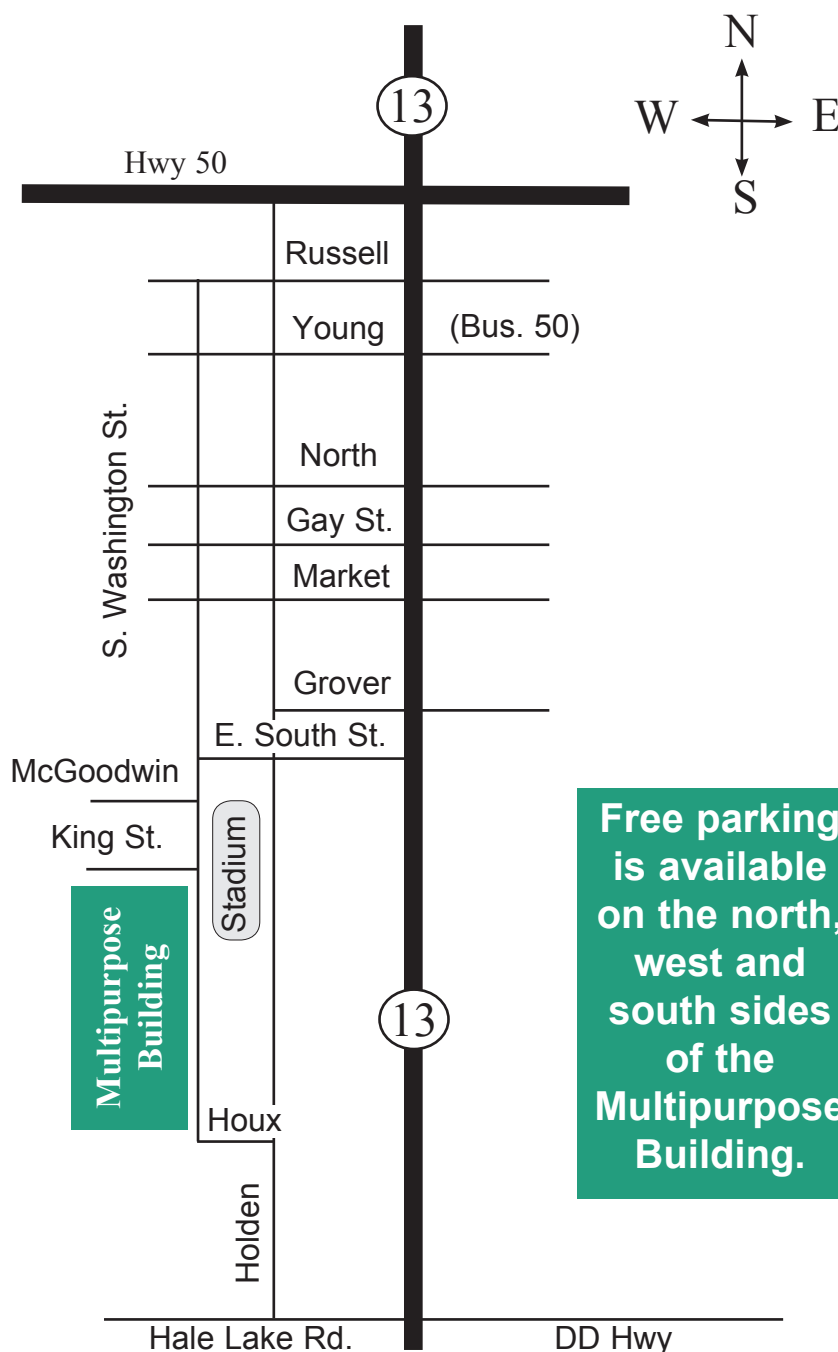 N
13
W E
Hwy 50
S
Russell
Young (Bus. 50)
S. Washington St.
North
Gay St.
Market
Grover
E. South St.
McGoodwin
King St.
Stadium
Free parking
is available
on the north,
west and
south sides
of the
Multipurpose
Building.
Multipurpose
Building
13
Houx
Holden
Hale Lake Rd. DD Hwy